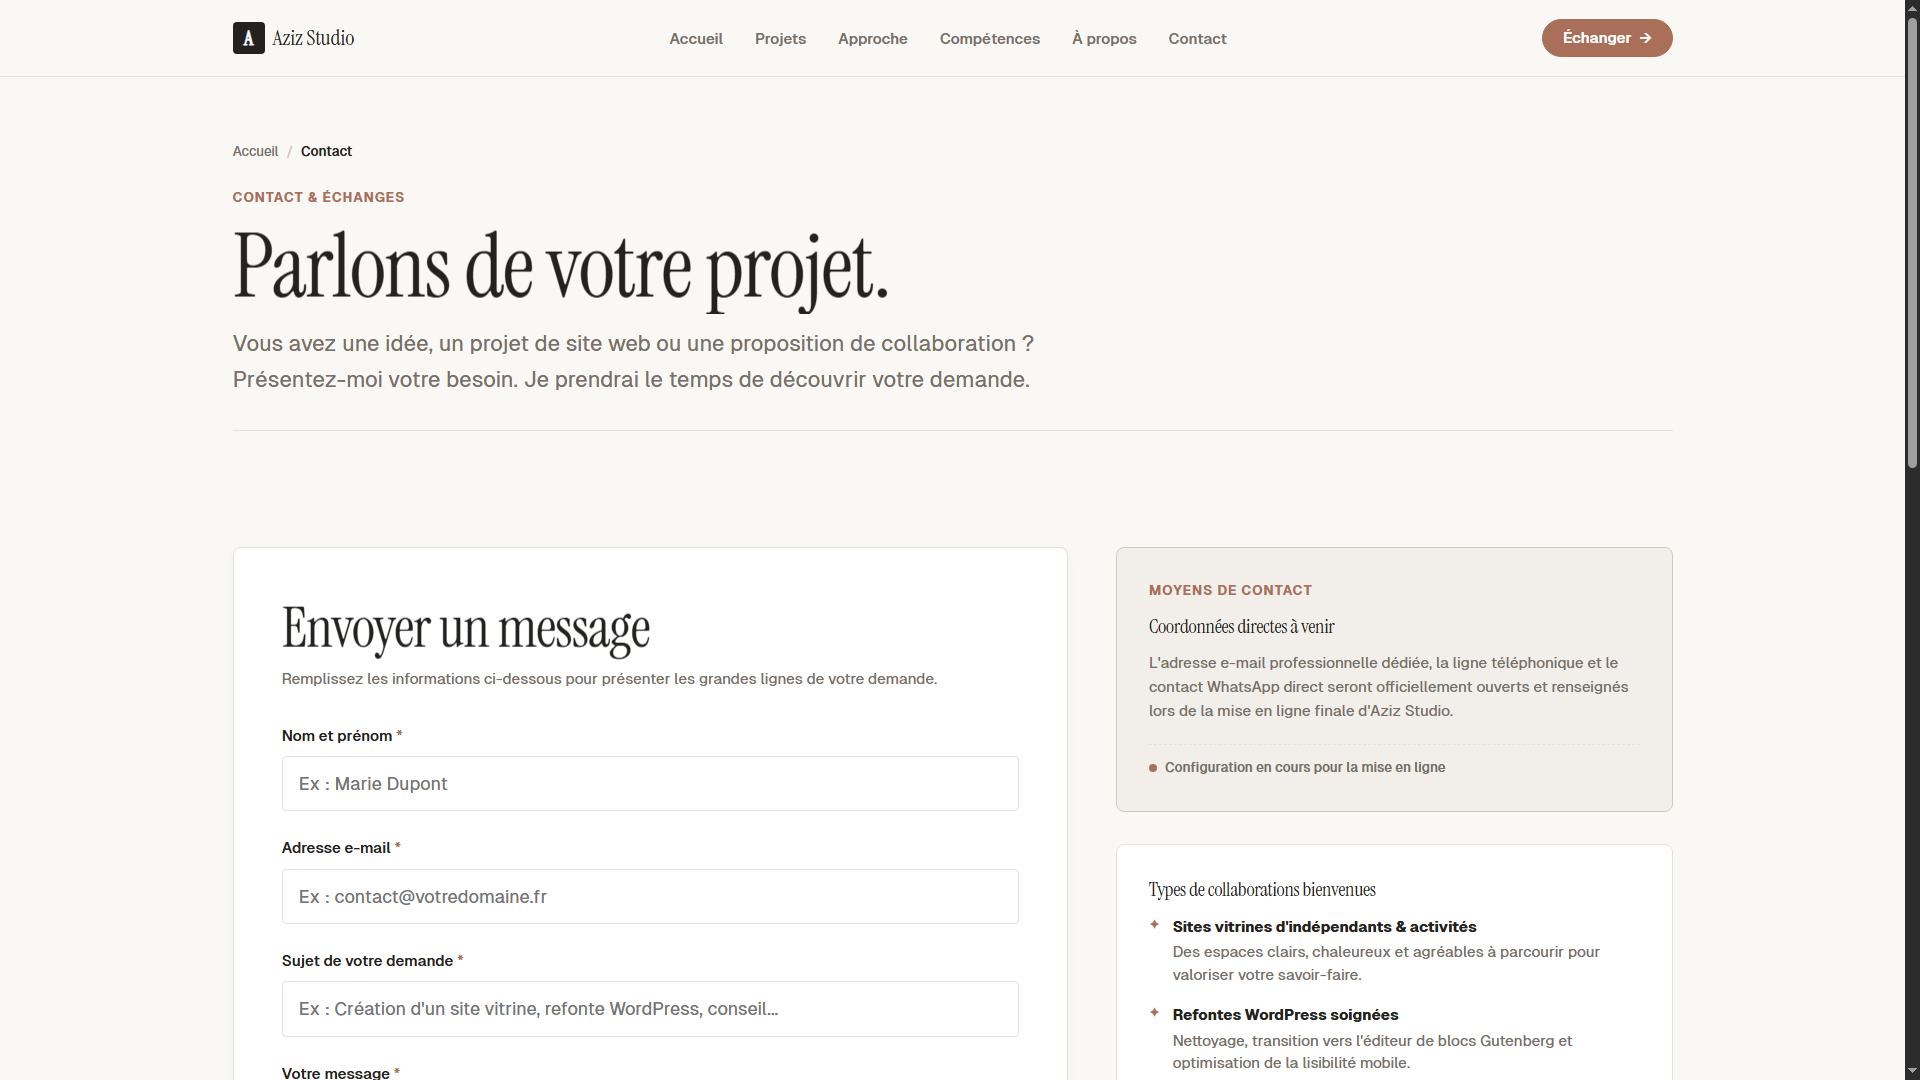 A Aziz Studio
Accueil
Projets
Approche
Compétences
À propos
Contact
Échanger →
Accueil / Contact
CONTACT & ÉCHANGES
Parlons de votre projet.
Vous avez une idée, un projet de site web ou une proposition de collaboration ?
Présentez-moi votre besoin. Je prendrai le temps de découvrir votre demande.
Envoyer un message
Remplissez les informations ci-dessous pour présenter les grandes lignes de votre demande.
Nom et prénom *
Ex : Marie Dupont
Adresse e-mail *
Ex : contact@votredomaine.fr
Sujet de votre demande *
Ex : Création d'un site vitrine, refonte WordPress, conseil...
Votre message *
MOYENS DE CONTACT
Coordonnées directes à venir
L'adresse e-mail professionnelle dédiée, la ligne téléphonique et le
contact WhatsApp direct seront officiellement ouverts et renseignés
lors de la mise en ligne finale d'Aziz Studio.
Configuration en cours pour la mise en ligne
Types de collaborations bienvenues
✦ Sites vitrines d'indépendants & activités
Des espaces clairs, chaleureux et agréables à parcourir pour
valoriser votre savoir-faire.
✦ Refontes WordPress soignées
Nettoyage, transition vers l'éditeur de blocs Gutenberg et
optimisation de la lisibilité mobile.